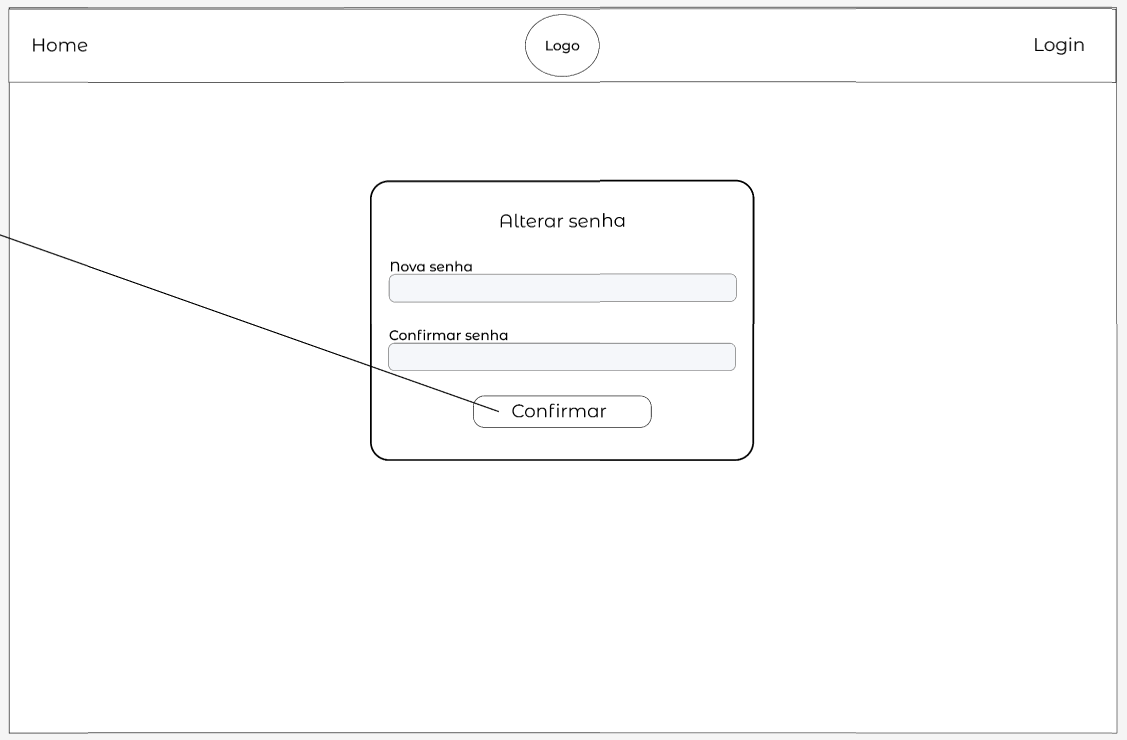 Home
Logo
Login
Alterar senha
Nova senha
Confirmar senha
Confirmar